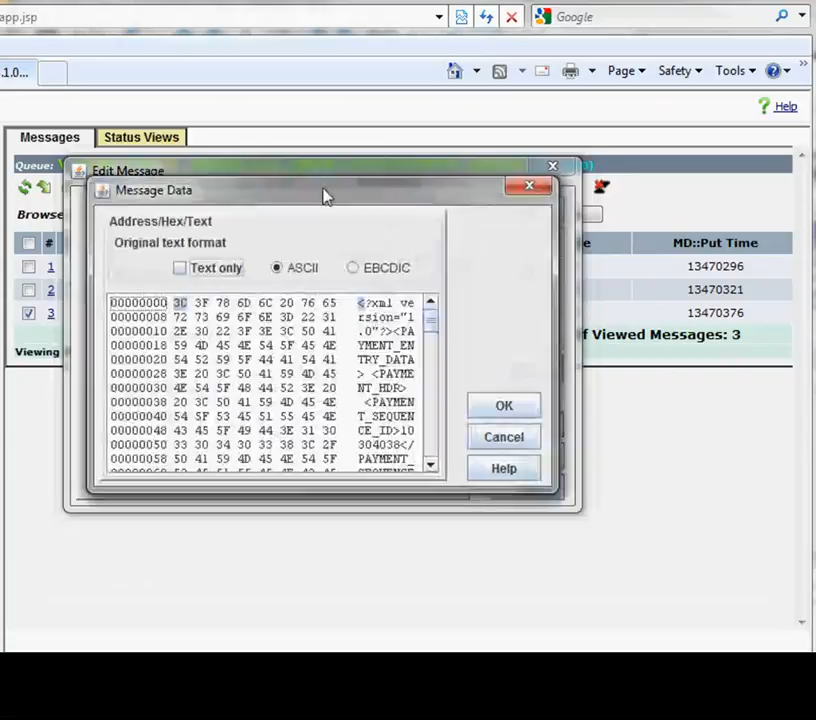 app.jsp
Google
.1.0...
Page
Safety
Tools
»
? Help
Messages
Status Views
Queue:
Edit Message
Message Data
Browse
Address/Hex/Text
Original text format
Text only
ASCII
EBCDIC
#
MD::Put Time
1
13470296
2
13470321
3
13470376
f Viewed Messages: 3
Viewing
00000000 3C 3F 78 6D 6C 20 76 65 <?xml ve
00000008 72 73 69 6F 6E 3D 22 31 rsion="1
00000010 2E 30 22 3F 3E 3C 50 41 .0"?><PA
00000018 59 4D 45 4E 54 5F 45 4E YMENT_EN
00000020 54 52 59 5F 44 41 54 41 TRY_DATA
00000028 3E 20 3C 50 41 59 4D 45 > <PAYME
00000030 4E 54 5F 48 44 52 3E 20 NT_HDR>
00000038 20 3C 50 41 59 4D 45 4E <PAYMEN
00000040 54 5F 53 45 51 55 45 4E T_SEQUEN
00000048 43 45 5F 49 44 3E 31 30 CE_ID>10
00000050 33 30 34 30 33 38 3C 2F 304038</
00000058 50 41 59 4D 45 4E 54 5F PAYMENT_
OK
Cancel
Help